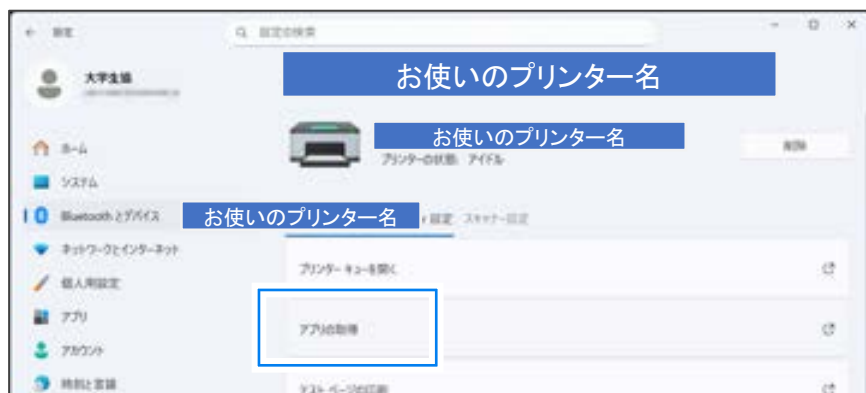 設定
設定の検索
大学生協
お使いのプリンター名
お使いのプリンター名
プリンターの状態: アイドル
削除
ホーム
システム
Bluetooth とデバイス
お使いのプリンター名
設定 スキャナー設定
ネットワークとインターネット
プリンター キューを開く
個人用設定
アプリ
アプリの取得
アカウント
時刻と言語
テスト ページの印刷